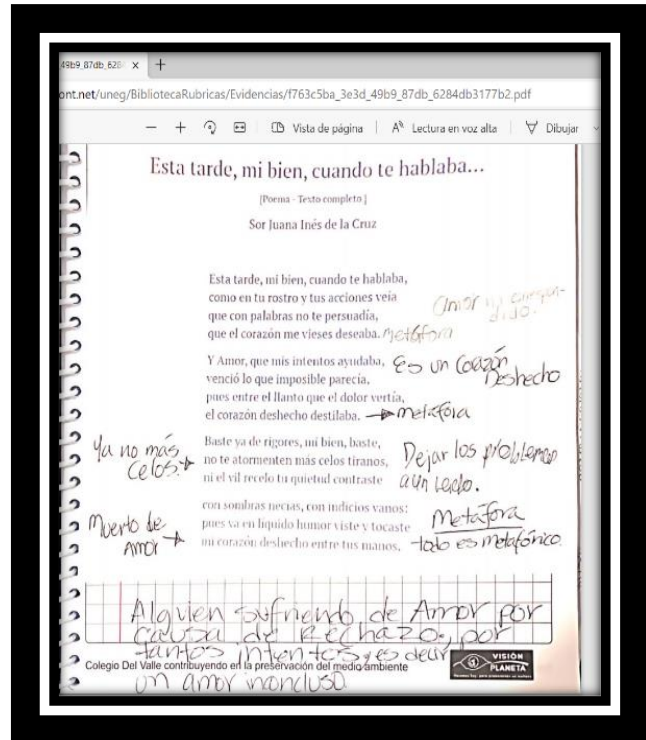 49b9_87db_628
ont.net/uneg/BibliotecaRubricas/Evidencias/f763c5ba_3e3d_49b9_87db_6284db3177b2.pdf
Vista de página
Lectura en voz alta
Dibujar
Esta tarde, mi bien, cuando te hablaba...
[Poema - Texto completo]
Sor Juana Inés de la Cruz
Esta tarde, mi bien, cuando te hablaba,
como en tu rostro y tus acciones veía
que con palabras no te persuadía,
Amor
que el corazón me vieses deseaba.
Metáfora
Y Amor, que mis intentos ayudaba,
Es un Corazón
Deshecho
venció lo que imposible parecía,
pues entre el llanto que el dolor vertía,
el corazón deshecho destilaba.
metáfora
Ya no más
Celos.
Baste ya de rigores, mi bien, baste,
no te atormenten más celos tiranos,
ni el vil recelo tu quietud contraste
Dejar los problemas
a un lado.
Muerto de
Amor
con sombras necias, con indicios vanos:
pues ya en líquido humor viste y tocaste
mi corazón deshecho entre tus manos.
Metáfora
todo es metafórico.
Alguien sufriendo de Amor por
causa de Rechazo, por
tantos intentos, es decir
un amor inconcluso
Colegio Del Valle contribuyendo en la preservación del medio ambiente
VISIÓN
PLANETA